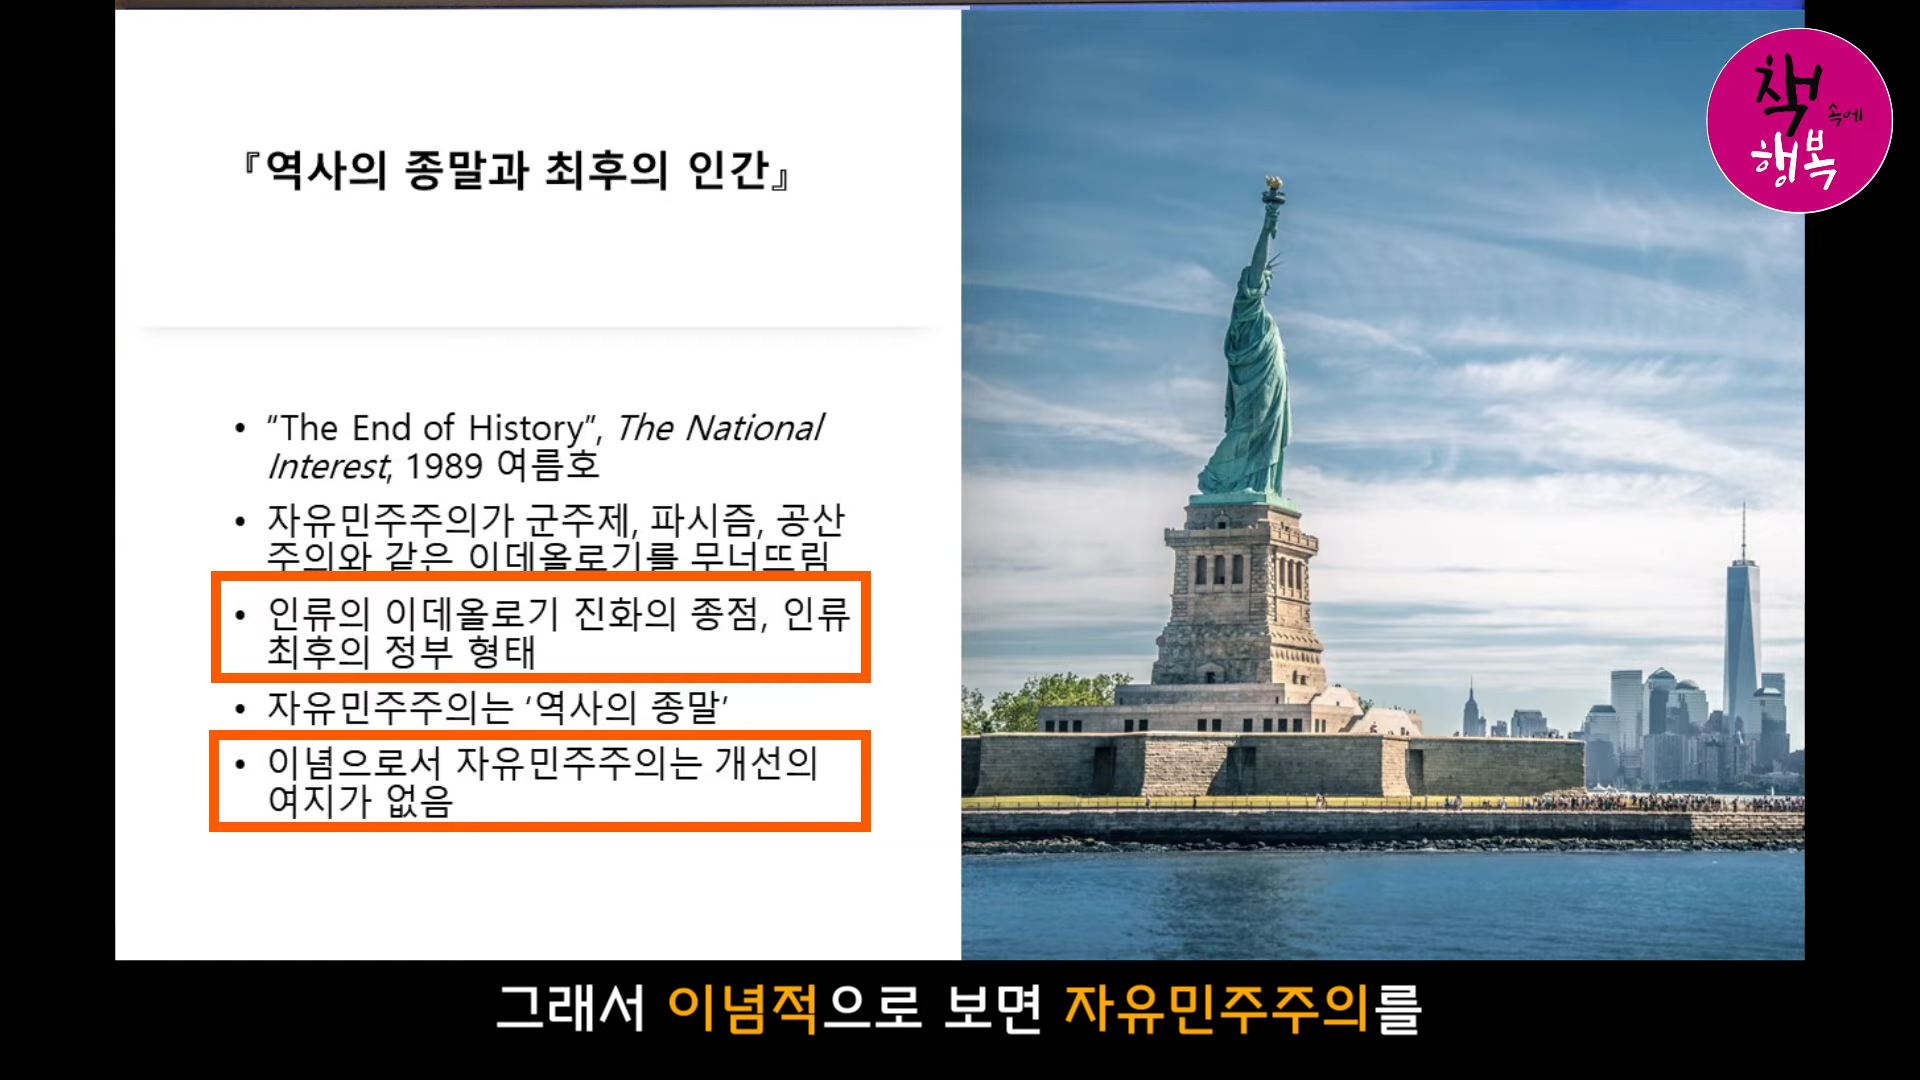 책 속에
행복
『역사의 종말과 최후의 인간』
• "The End of History", The National
Interest, 1989 여름호
• 자유민주주의가 군주제, 파시즘, 공산
주의와 같은 이데올로기를 무너뜨림
• 인류의 이데올로기 진화의 종점, 인류
최후의 정부 형태
• 자유민주주의는 ‘역사의 종말’
• 이념으로서 자유민주주의는 개선의
여지가 없음
그래서 이념적으로 보면 자유민주주의를